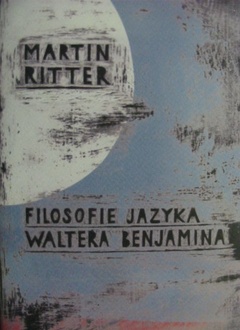 MARTIN
RITTER
FILOSOFIE JAZYKA
WALTERA BENJAMINA